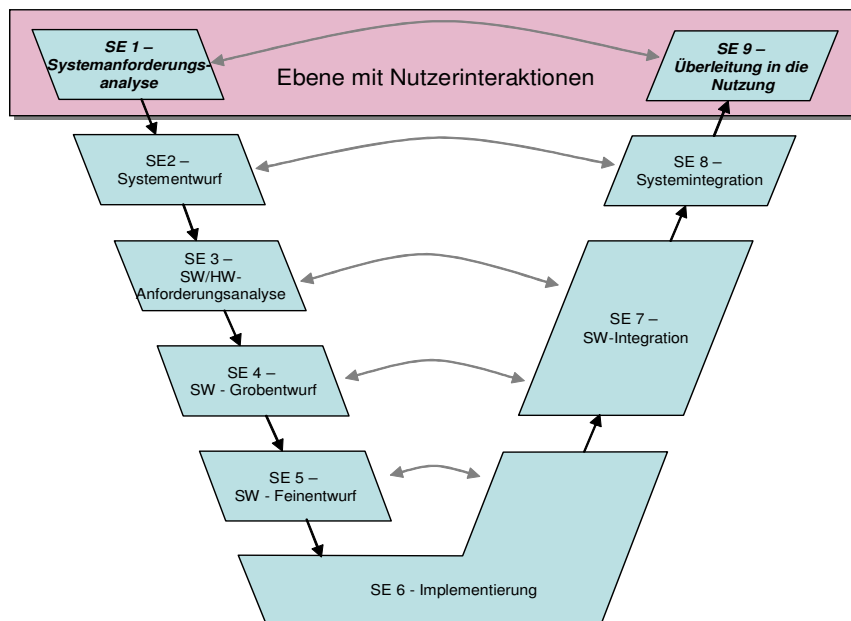 SE 1 –
Systemanforderungs-
analyse
Ebene mit Nutzerinteraktionen
SE 9 –
Überleitung in die
Nutzung
SE2 –
Systementwurf
SE 8 –
Systemintegration
SE 3 –
SW/HW-
Anforderungsanalyse
SE 7 –
SW-Integration
SE 4 –
SW - Grobentwurf
SE 5 –
SW - Feinentwurf
SE 6 - Implementierung